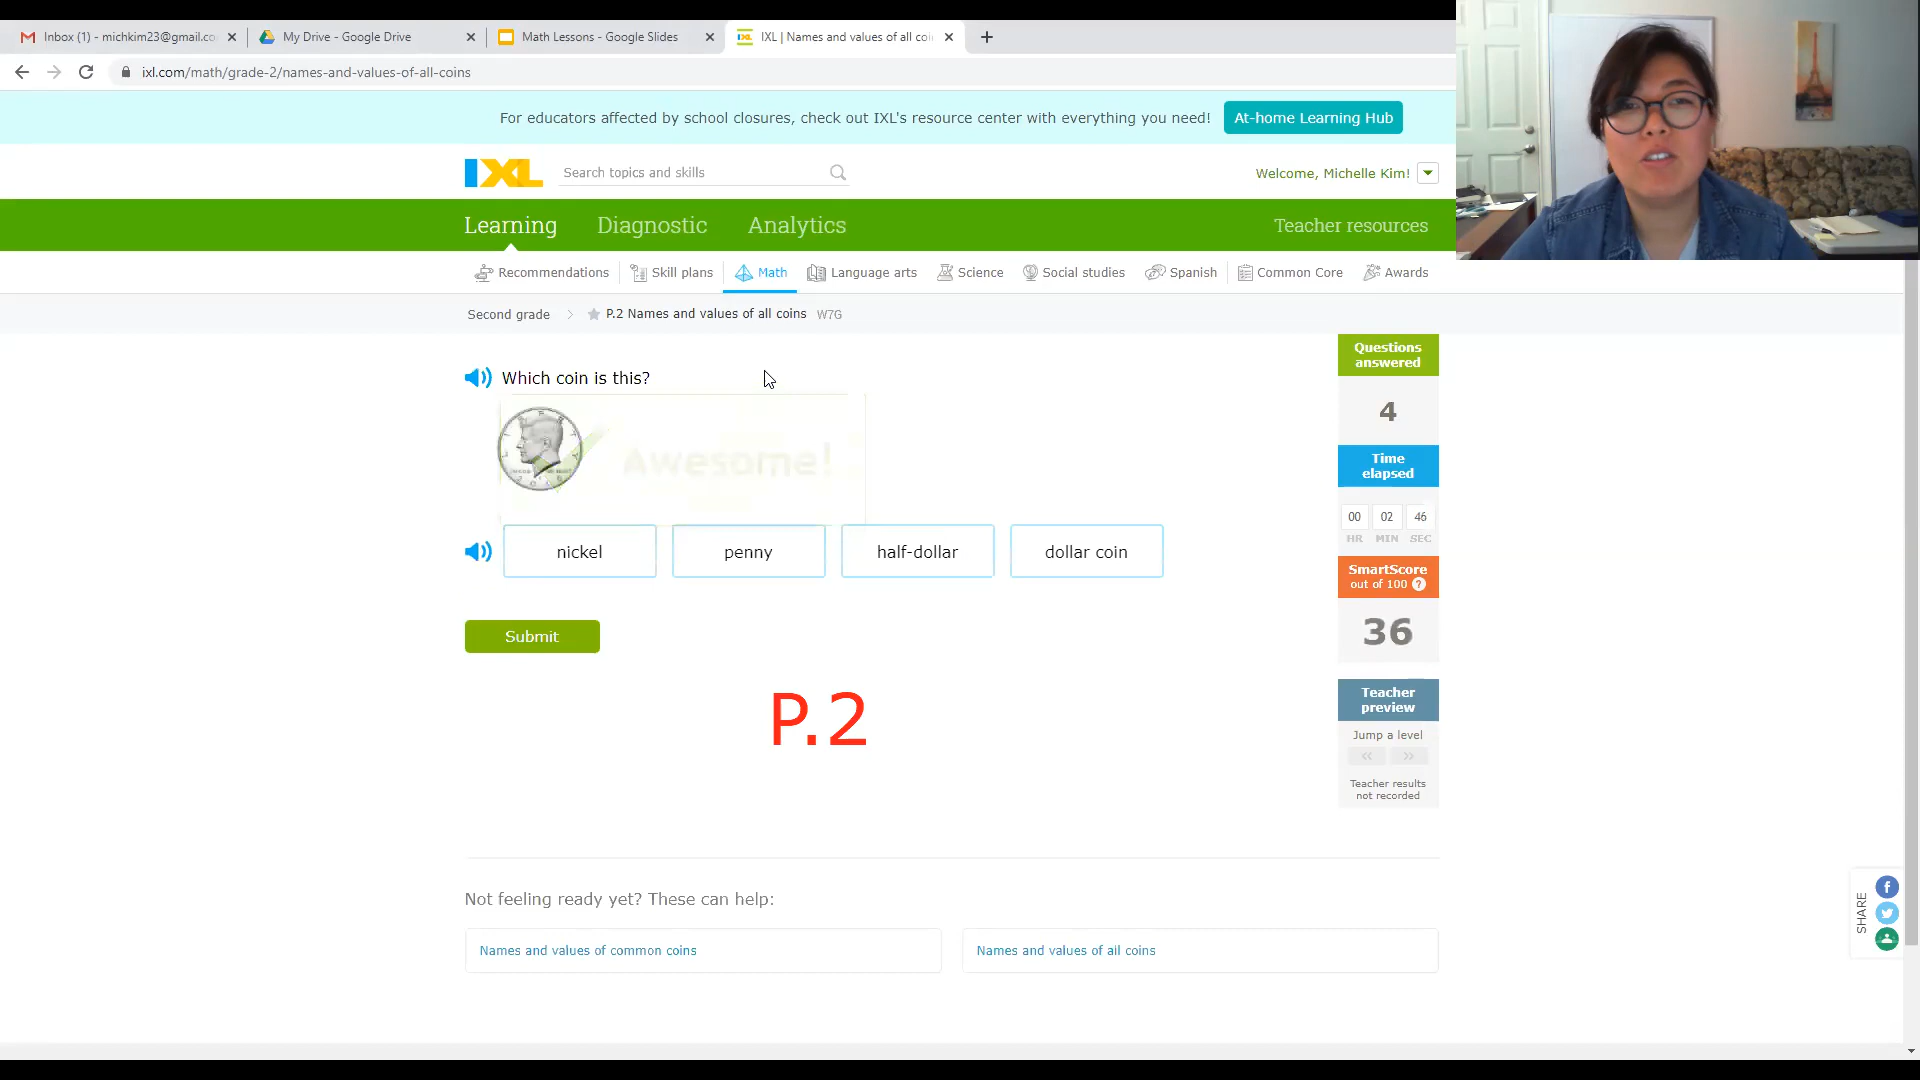 Inbox (1) - michkim23@gmail.co
My Drive - Google Drive
Math Lessons - Google Slides
IXL | Names and values of all coi
ixl.com/math/grade-2/names-and-values-of-all-coins
For educators affected by school closures, check out IXL's resource center with everything you need!
At-home Learning Hub
IXL
Search topics and skills
Welcome, Michelle Kim!
Learning
Diagnostic
Analytics
Teacher resources
Recommendations
Skill plans
Math
Language arts
Science
Social studies
Spanish
Common Core
Awards
Second grade
P.2 Names and values of all coins W7G
Which coin is this?
Awesome!
nickel
penny
half-dollar
dollar coin
Submit
P.2
Questions
answered
4
Time
elapsed
00 02 46
HR MIN SEC
SmartScore
out of 100 ?
36
Teacher
preview
Jump a level
Teacher results
not recorded
Not feeling ready yet? These can help:
Names and values of common coins
Names and values of all coins
SHARE